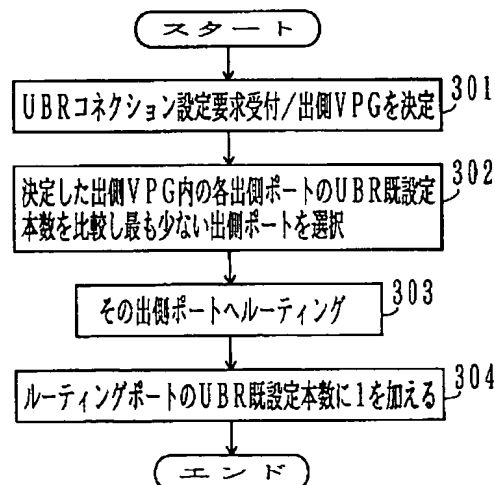 スタート
UBRコネクション設定要求受付/出側VPGを決定
301
決定した出側VPG内の各出側ポートのUBR既設定
本数を比較し最も少ない出側ポートを選択
302
その出側ポートへルーティング
303
ルーティングポートのUBR既設定本数に1を加える
304
エンド